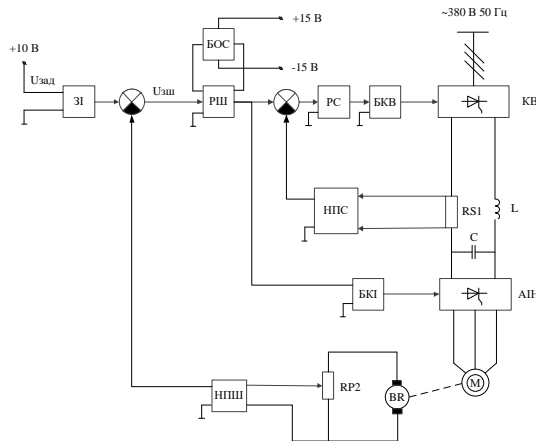 ~380 В 50 Гц
+15 В
БОС
+10 В
-15 В
Uзад
Uзш
ЗІ
РШ
РС
БКВ
КВ
НПС
RS1
L
C
БКІ
АІН
НПШ
RP2
BR
M